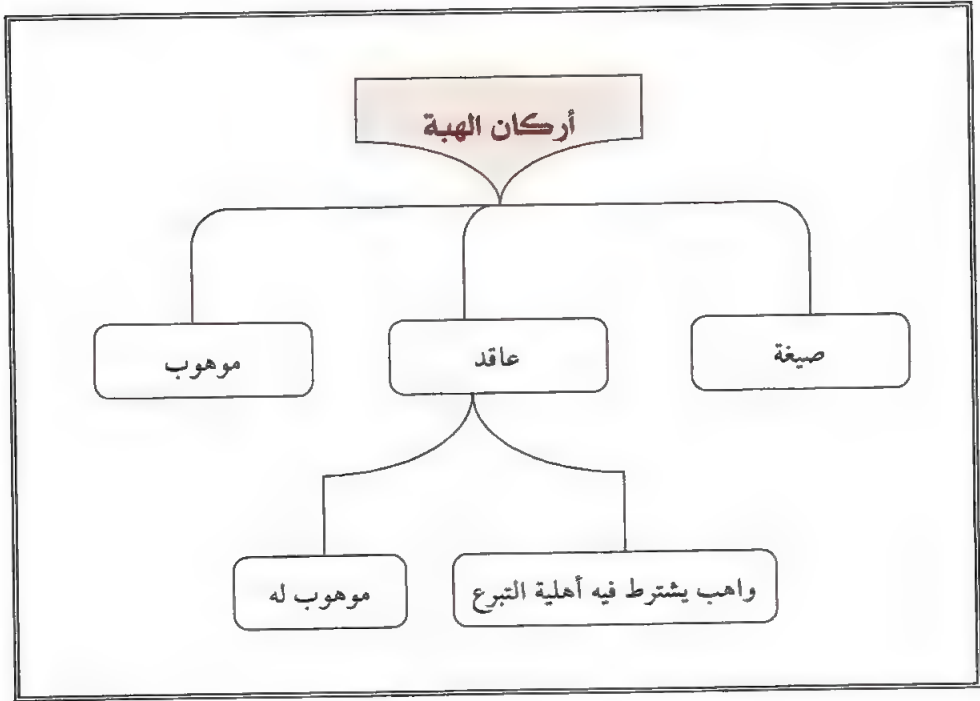 أركان الهبة
صيغة
عاقد
موهوب
واهب يشترط فيه أهلية التبرع
موهوب له